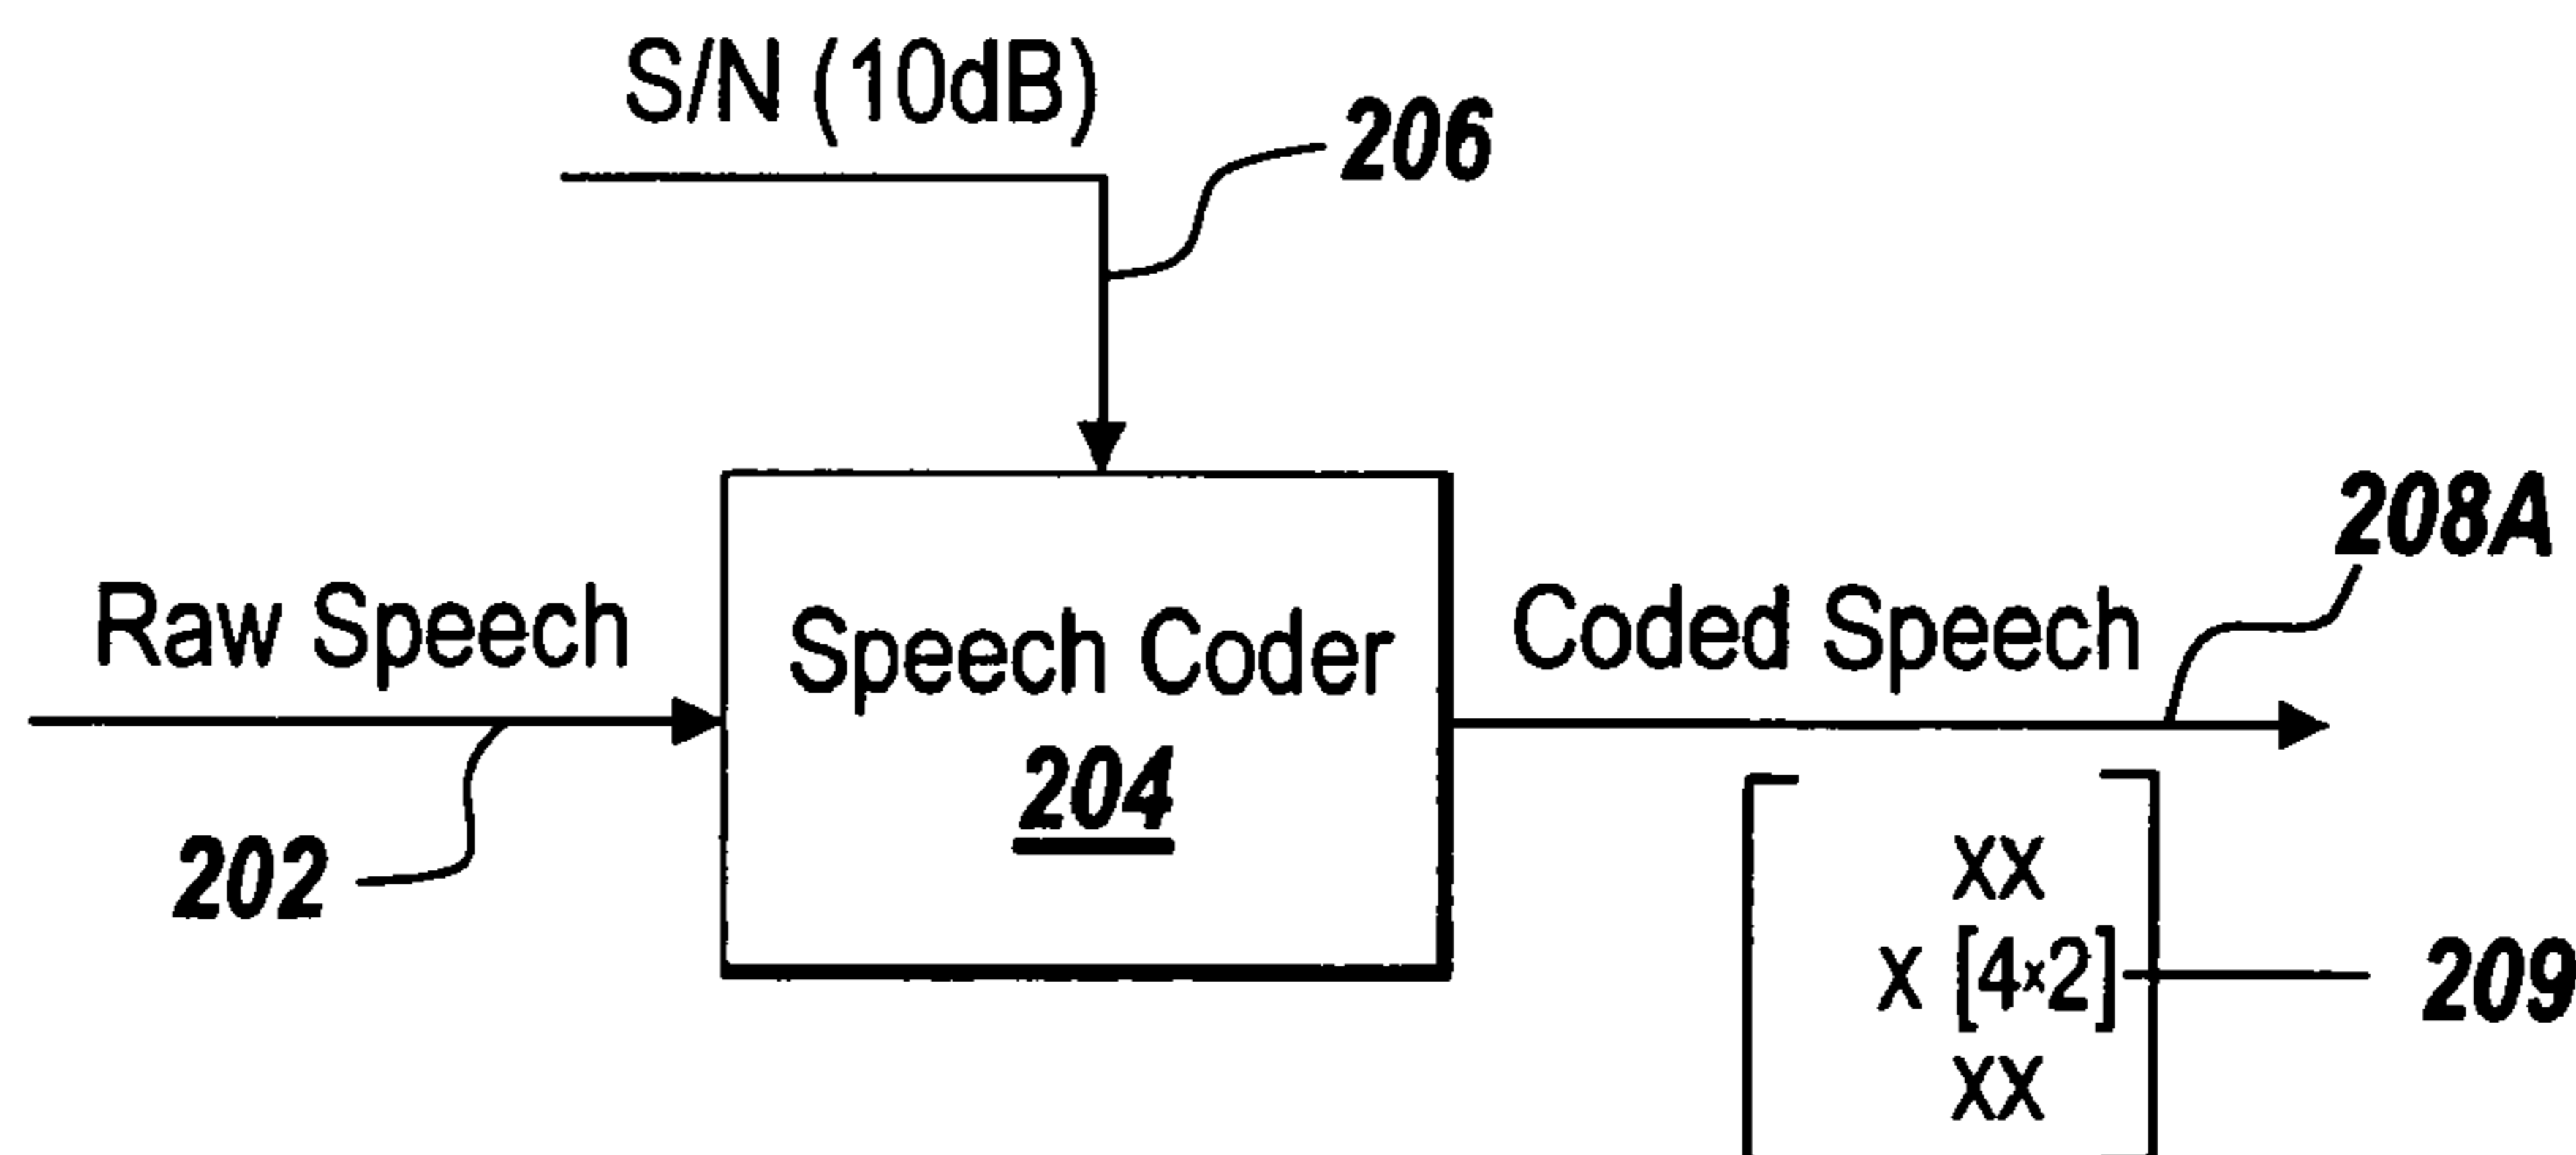 S/N (10dB)
206
208A
Raw Speech
Speech Coder
Coded Speech
204
202
xx
x [4x2]
209
xx